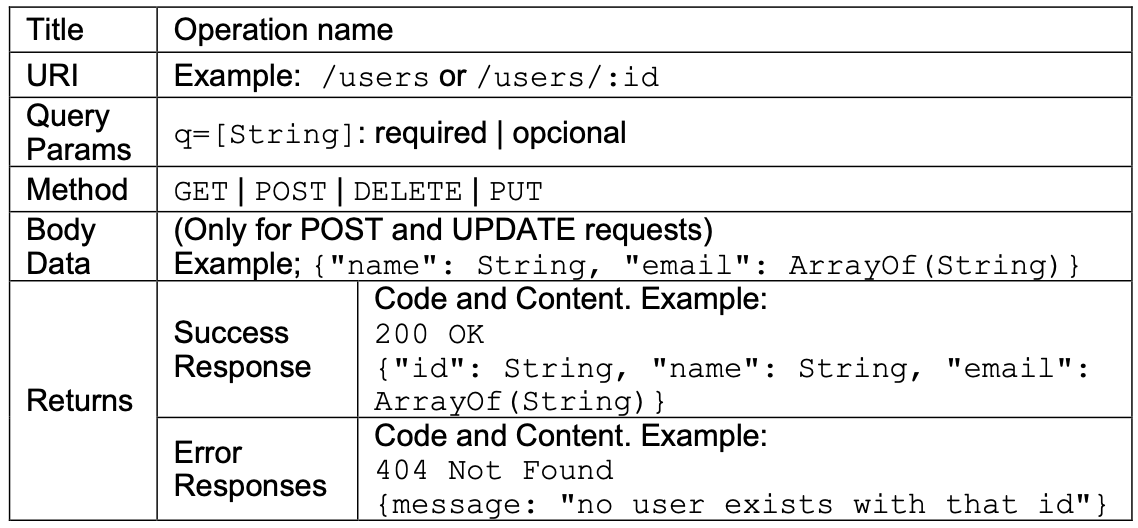 Title Operation name
URI Example: /users or /users/:id
Query
Params
q=[String]: required | opcional
Method GET | POST | DELETE | PUT
Body
Data
(Only for POST and UPDATE requests)
Example; {"name": String, "email": ArrayOf(String)}
Returns
Success
Response
Code and Content. Example:
200 OK
{"id": String, "name": String, "email":
ArrayOf(String)}
Error
Responses
Code and Content. Example:
404 Not Found
{message: "no user exists with that id"}